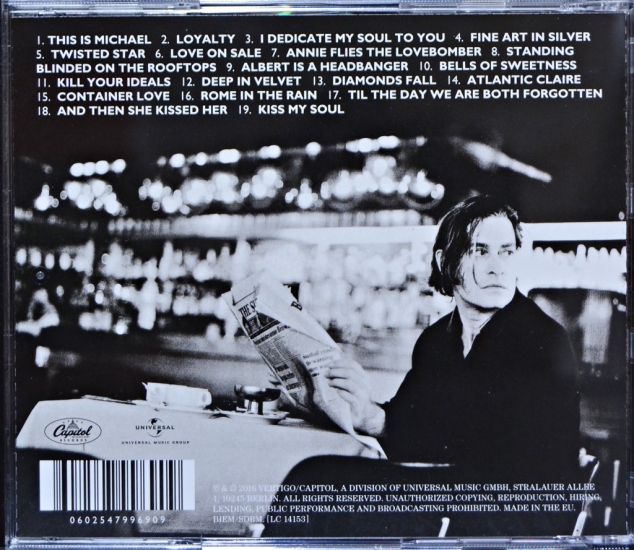 1. THIS IS MICHAEL 2. LOYALTY 3. I DEDICATE MY SOUL TO YOU 4. FINE ART IN SILVER
5. TWISTED STAR 6. LOVE ON SALE 7. ANNIE FLIES THE LOVEBOMBER 8. STANDING
BLINDED ON THE ROOFTOPS 9. ALBERT IS A HEADBANGER 10. BELLS OF SWEETNESS
11. KILL YOUR IDEALS 12. DEEP IN VELVET 13. DIAMONDS FALL 14. ATLANTIC CLAIRE
15. CONTAINER LOVE 16. ROME IN THE RAIN 17. TIL THE DAY WE ARE BOTH FORGOTTEN
18. AND THEN SHE KISSED HER 19. KISS MY SOUL
THE
Capitol
RECORDS
UNIVERSAL
UNIVERSAL MUSIC GROUP
℗ & © 2016 VERTIGO/CAPITOL, A DIVISION OF UNIVERSAL MUSIC GMBH, STRALAUER ALLEE
1, 10245 BERLIN. ALL RIGHTS RESERVED. UNAUTHORIZED COPYING, REPRODUCTION, HIRING,
LENDING, PUBLIC PERFORMANCE AND BROADCASTING PROHIBITED. MADE IN THE EU.
BIEM/SDRM. [LC 14153]
0602547996909